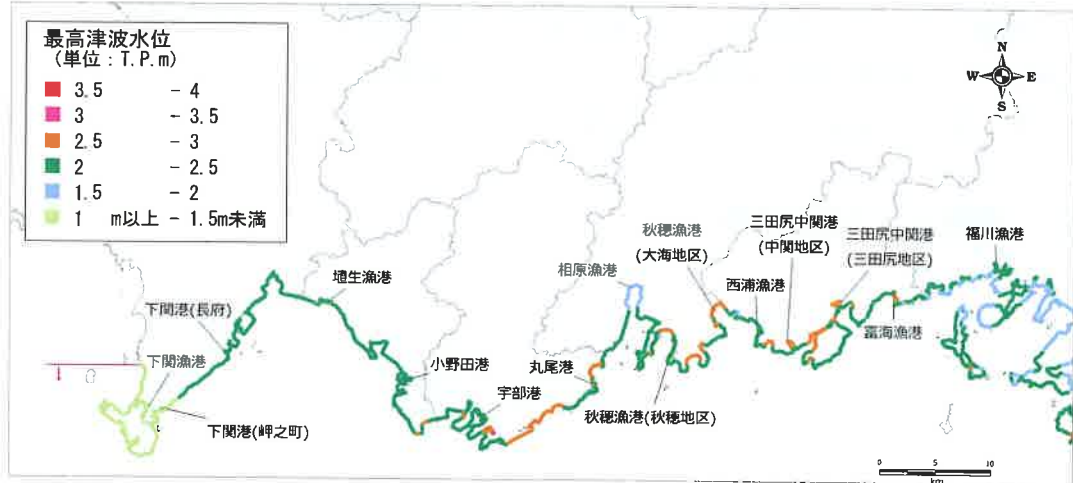 最高津波水位
(単位：T.P.m)
3.5 - 4
3 - 3.5
2.5 - 3
2 - 2.5
1.5 - 2
1 m以上 - 1.5m未満
N
W E
S
三田尻中関港
(中関地区)
秋穂漁港
(大海地区)
三田尻中関港
(三田尻地区)
福川漁港
相原漁港
西浦漁港
埴生漁港
下関港(長府)
富海漁港
下関漁港
小野田港
丸尾港
宇部港
秋穂漁港(秋穂地区)
下関港(岬之町)
0 5 10
km